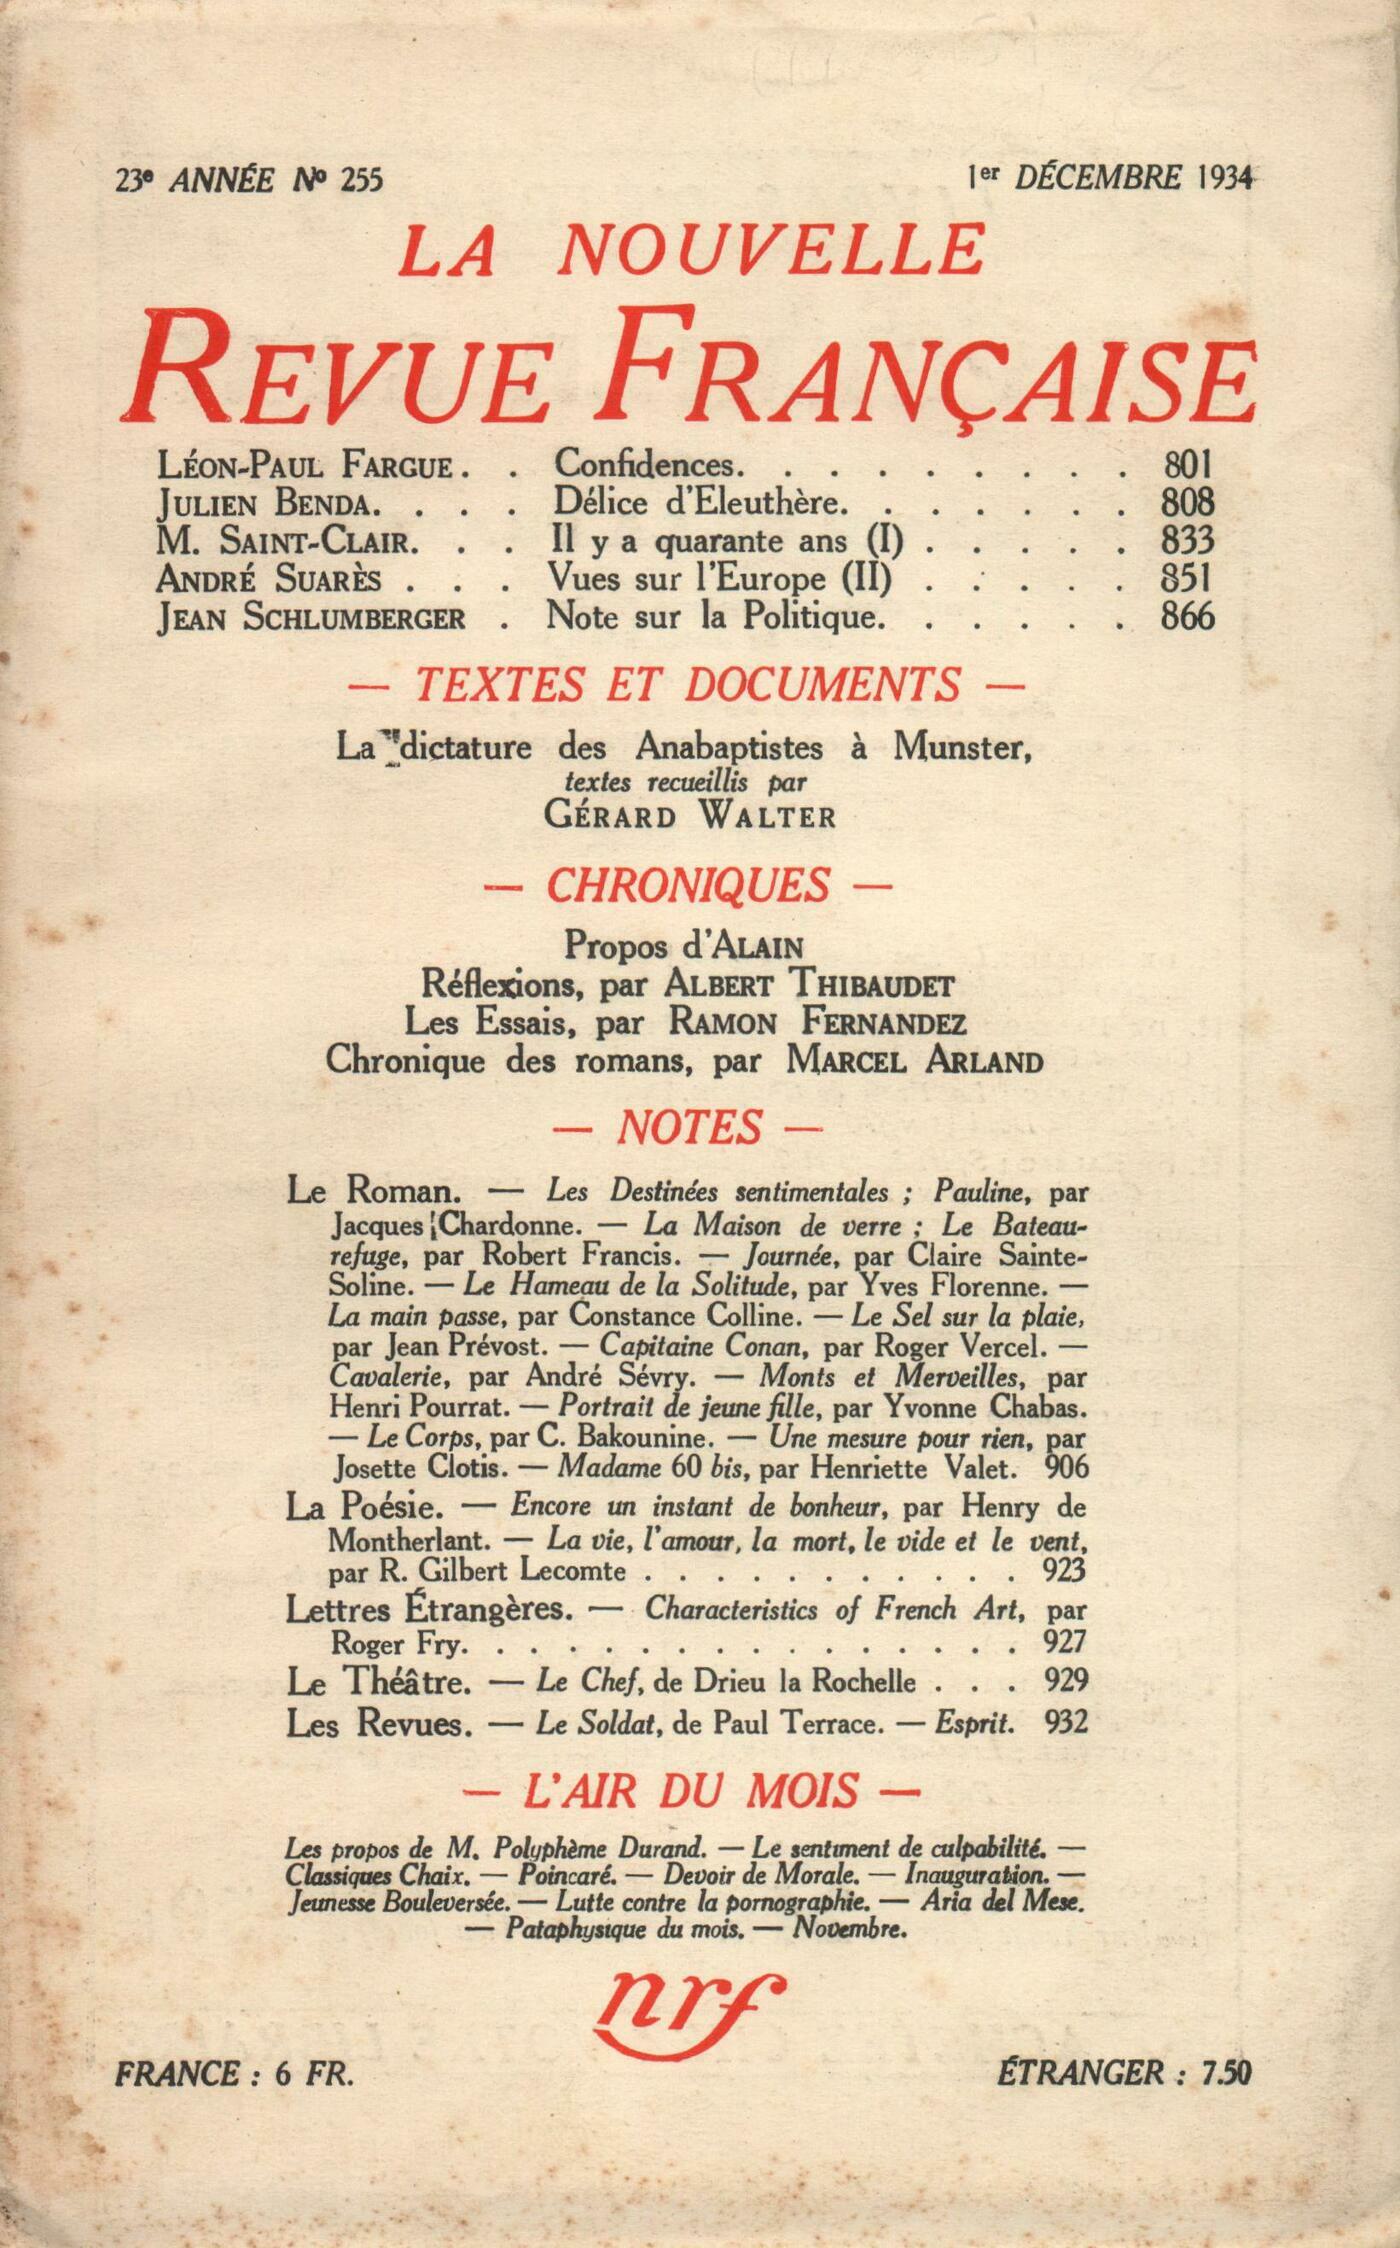 23e ANNÉE No 255
1er DÉCEMBRE 1934
LA NOUVELLE
REVUE FRANÇAISE
LÉON-PAUL FARGUE. . Confidences. . . . . . . . . 801
JULIEN BENDA. . . . Délice d'Eleuthère. . . . . . . 808
M. SAINT-CLAIR. . . Il y a quarante ans (I) . . . . . 833
ANDRÉ SUARÈS . . . Vues sur l'Europe (II) . . . . . 851
JEAN SCHLUMBERGER . Note sur la Politique. . . . . . 866
— TEXTES ET DOCUMENTS —
La dictature des Anabaptistes à Munster,
textes recueillis par
GÉRARD WALTER
— CHRONIQUES —
Propos d'ALAIN
Réflexions, par ALBERT THIBAUDET
Les Essais, par RAMON FERNANDEZ
Chronique des romans, par MARCEL ARLAND
— NOTES —
Le Roman. — Les Destinées sentimentales ; Pauline, par
Jacques Chardonne. — La Maison de verre ; Le Bateau-
refuge, par Robert Francis. — Journée, par Claire Sainte-
Soline. — Le Hameau de la Solitude, par Yves Florenne. —
La main passe, par Constance Colline. — Le Sel sur la plaie,
par Jean Prévost. — Capitaine Conan, par Roger Vercel. —
Cavalerie, par André Sévry. — Monts et Merveilles, par
Henri Pourrat. — Portrait de jeune fille, par Yvonne Chabas.
— Le Corps, par C. Bakounine. — Une mesure pour rien, par
Josette Clotis. — Madame 60 bis, par Henriette Valet. 906
La Poésie. — Encore un instant de bonheur, par Henry de
Montherlant. — La vie, l'amour, la mort, le vide et le vent,
par R. Gilbert Lecomte . . . . . . . . . . . 923
Lettres Étrangères. — Characteristics of French Art, par
Roger Fry. . . . . . . . . . . . . . . . 927
Le Théâtre. — Le Chef, de Drieu la Rochelle . . . 929
Les Revues. — Le Soldat, de Paul Terrace. — Esprit. 932
— L'AIR DU MOIS —
Les propos de M. Polyphème Durand. — Le sentiment de culpabilité. —
Classiques Chaix. — Poincaré. — Devoir de Morale. — Inauguration. —
Jeunesse Bouleversée. — Lutte contre la pornographie. — Aria del Mese.
— Pataphysique du mois. — Novembre.
nrf
FRANCE : 6 FR.
ÉTRANGER : 7.50